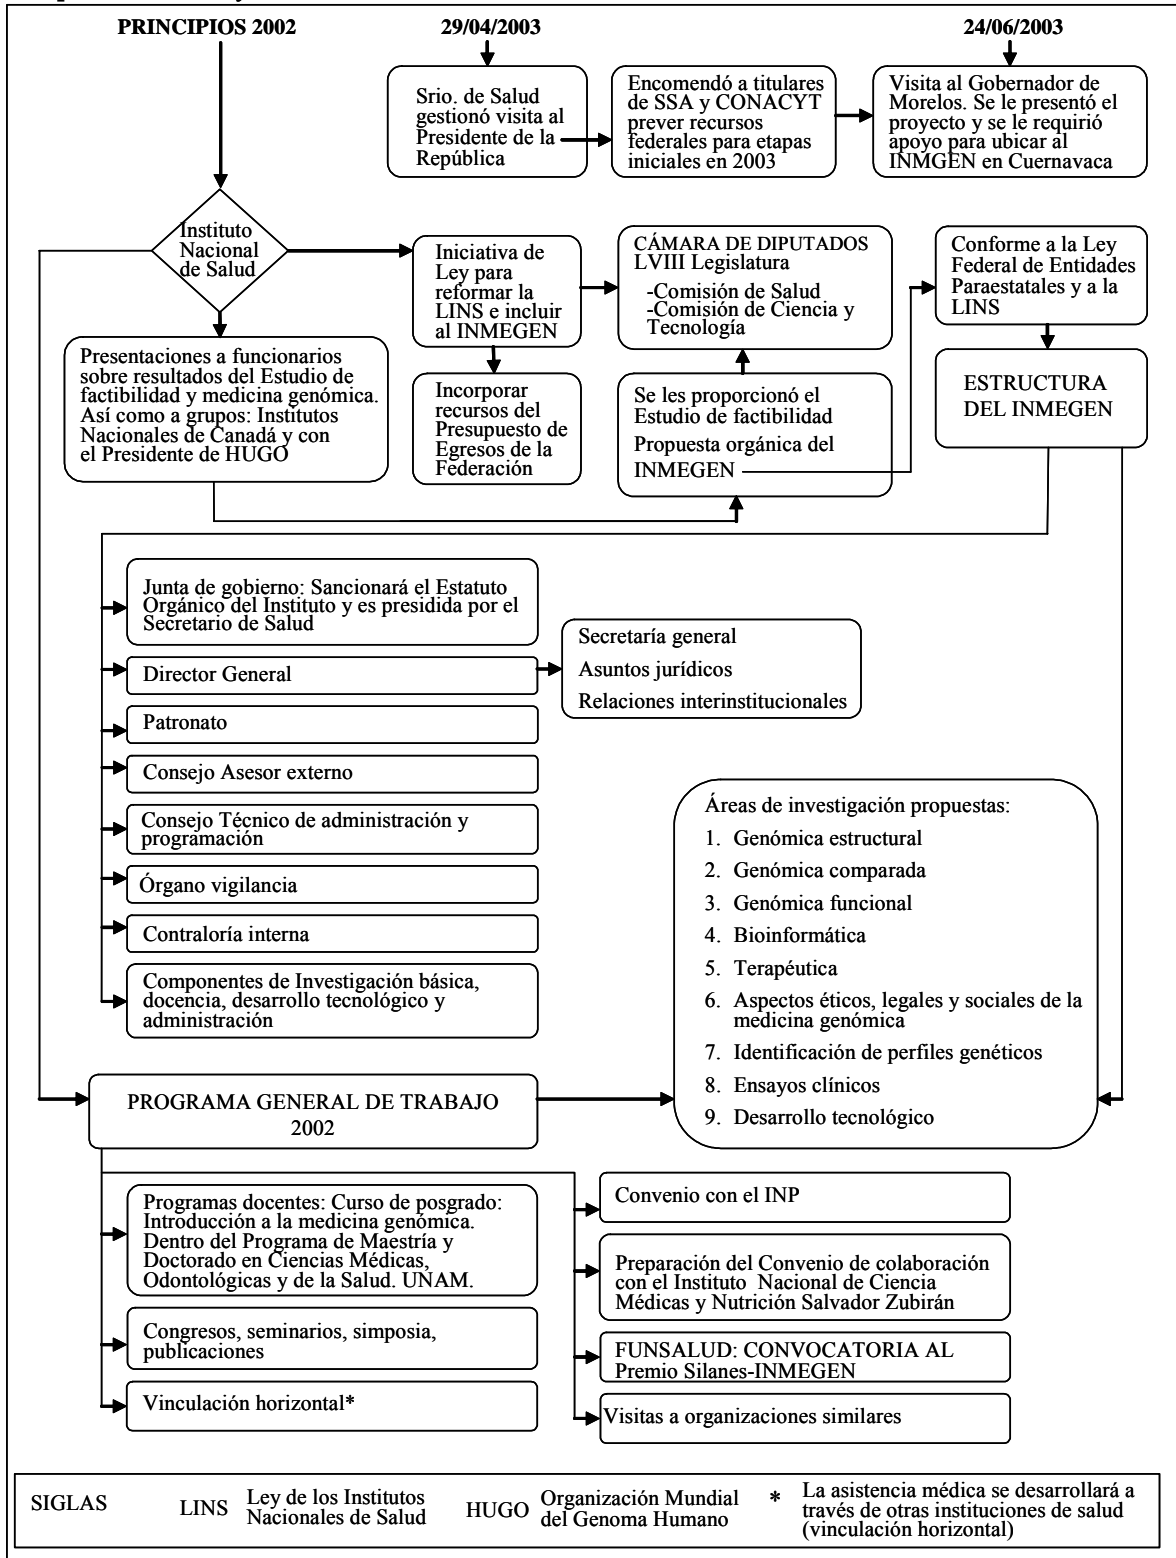 PRINCIPIOS 2002
29/04/2003
24/06/2003
Srio. de Salud
gestionó visita al
Presidente de la
República
Encomendó a titulares
de SSA y CONACYT
prever recursos
federales para etapas
iniciales en 2003
Visita al Gobernador de
Morelos. Se le presentó el
proyecto y se le requirió
apoyo para ubicar al
INMGEN en Cuernavaca
Instituto
Nacional
de Salud
Iniciativa de
Ley para
reformar la
LINS e incluir
al INMEGEN
CÁMARA DE DIPUTADOS
LVIII Legislatura
-Comisión de Salud
-Comisión de Ciencia y
Tecnología
Conforme a la Ley
Federal de Entidades
Paraestatales y a la
LINS
Presentaciones a funcionarios
sobre resultados del Estudio de
factibilidad y medicina genómica.
Así como a grupos: Institutos
Nacionales de Canadá y con
el Presidente de HUGO
Incorporar
recursos del
Presupuesto de
Egresos de la
Federación
Se les proporcionó el
Estudio de factibilidad
Propuesta orgánica del
INMEGEN
ESTRUCTURA
DEL INMEGEN
Junta de gobierno: Sancionará el Estatuto
Orgánico del Instituto y es presidida por el
Secretario de Salud
Director General
Secretaría general
Asuntos jurídicos
Relaciones interinstitucionales
Patronato
Consejo Asesor externo
Consejo Técnico de administración y
programación
Órgano vigilancia
Contraloría interna
Componentes de Investigación básica,
docencia, desarrollo tecnológico y
administración
Áreas de investigación propuestas:
1. Genómica estructural
2. Genómica comparada
3. Genómica funcional
4. Bioinformática
5. Terapéutica
6. Aspectos éticos, legales y sociales de la
medicina genómica
7. Identificación de perfiles genéticos
8. Ensayos clínicos
9. Desarrollo tecnológico
PROGRAMA GENERAL DE TRABAJO
2002
Programas docentes: Curso de posgrado:
Introducción a la medicina genómica.
Dentro del Programa de Maestría y
Doctorado en Ciencias Médicas,
Odontológicas y de la Salud. UNAM.
Congresos, seminarios, simposia,
publicaciones
Vinculación horizontal*
Convenio con el INP
Preparación del Convenio de colaboración
con el Instituto Nacional de Ciencia
Médicas y Nutrición Salvador Zubirán
FUNSALUD: CONVOCATORIA AL
Premio Silanes-INMEGEN
Visitas a organizaciones similares
SIGLAS
LINS Ley de los Institutos
Nacionales de Salud
HUGO Organización Mundial
del Genoma Humano
* La asistencia médica se desarrollará a
través de otras instituciones de salud
(vinculación horizontal)